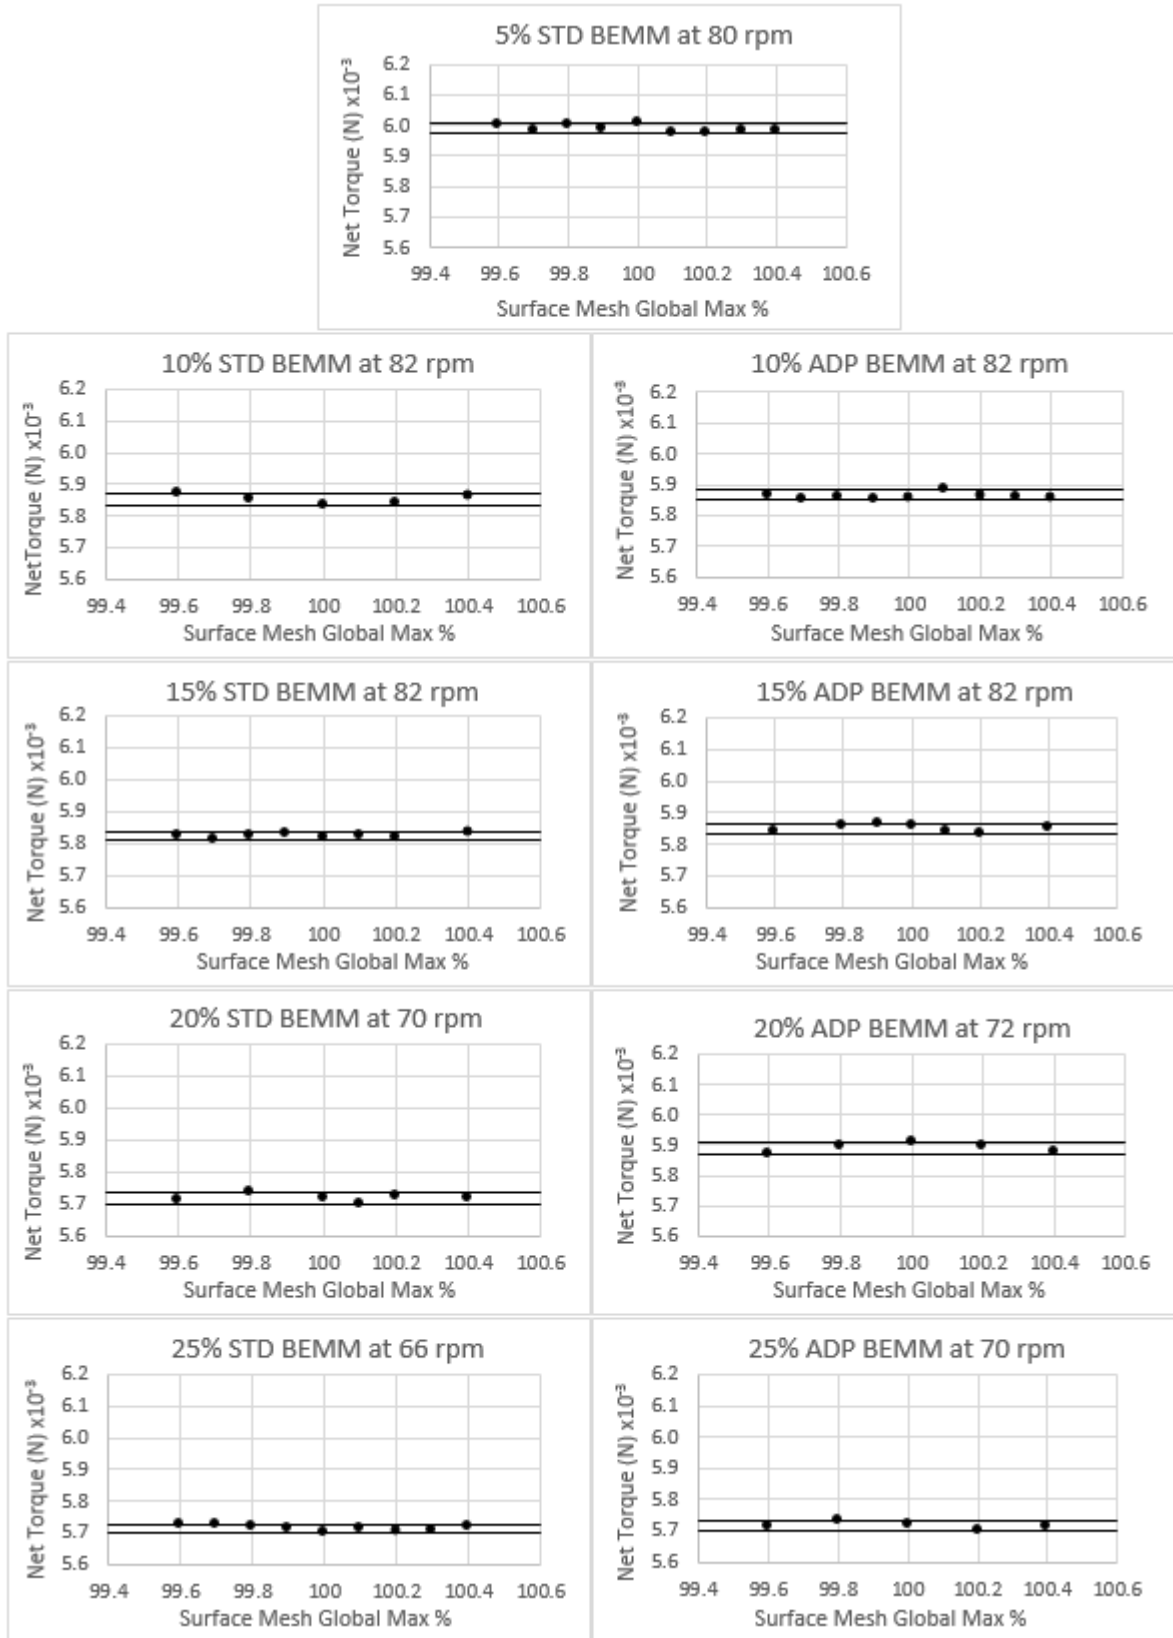 5% STD BEMM at 80 rpm
Net Torque (N) x10⁻³
6.2
6.1
6.0
5.9
5.8
5.7
5.6
99.4 99.6 99.8 100 100.2 100.4 100.6
Surface Mesh Global Max %
10% STD BEMM at 82 rpm
NetTorque (N) x10⁻³
6.2
6.1
6.0
5.9
5.8
5.7
5.6
99.4 99.6 99.8 100 100.2 100.4 100.6
Surface Mesh Global Max %
10% ADP BEMM at 82 rpm
Net Torque (N) x10⁻³
6.2
6.1
6.0
5.9
5.8
5.7
5.6
99.4 99.6 99.8 100 100.2 100.4 100.6
Surface Mesh Global Max %
15% STD BEMM at 82 rpm
Net Torque (N) x10⁻³
6.2
6.1
6.0
5.9
5.8
5.7
5.6
99.4 99.6 99.8 100 100.2 100.4 100.6
Surface Mesh Global Max %
15% ADP BEMM at 82 rpm
Net Torque (N) x10⁻³
6.2
6.1
6.0
5.9
5.8
5.7
5.6
99.4 99.6 99.8 100 100.2 100.4 100.6
Surface Mesh Global Max %
20% STD BEMM at 70 rpm
Net Torque (N) x10⁻³
6.2
6.1
6.0
5.9
5.8
5.7
5.6
99.4 99.6 99.8 100 100.2 100.4 100.6
Surface Mesh Global Max %
20% ADP BEMM at 72 rpm
Net Torque (N) x10⁻³
6.2
6.1
6.0
5.9
5.8
5.7
5.6
99.4 99.6 99.8 100 100.2 100.4 100.6
Surface Mesh Global Max %
25% STD BEMM at 66 rpm
Net Torque (N) x10⁻³
6.2
6.1
6.0
5.9
5.8
5.7
5.6
99.4 99.6 99.8 100 100.2 100.4 100.6
Surface Mesh Global Max %
25% ADP BEMM at 70 rpm
Net Torque (N) x10⁻³
6.2
6.1
6.0
5.9
5.8
5.7
5.6
99.4 99.6 99.8 100 100.2 100.4 100.6
Surface Mesh Global Max %